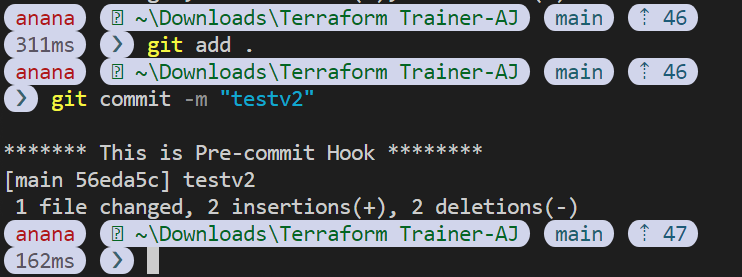 anana ~\Downloads\Terraform Trainer-AJ main ⇡ 46
311ms ❯ git add .
anana ~\Downloads\Terraform Trainer-AJ main ⇡ 46
❯ git commit -m "testv2"
******* This is Pre-commit Hook ********
[main 56eda5c] testv2
1 file changed, 2 insertions(+), 2 deletions(-)
anana ~\Downloads\Terraform Trainer-AJ main ⇡ 47
162ms ❯